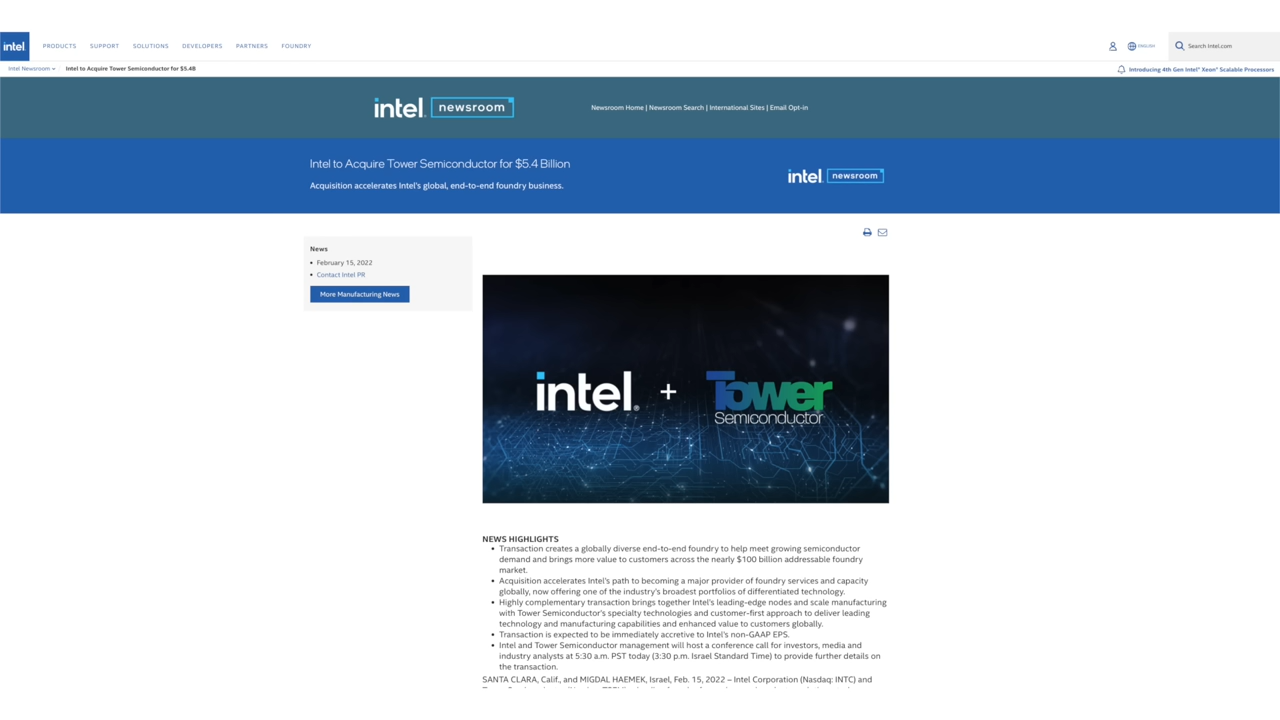 intel.
PRODUCTS SUPPORT SOLUTIONS DEVELOPERS PARTNERS FOUNDRY
ENGLISH
Search Intel.com
Intel Newsroom Intel to Acquire Tower Semiconductor for $5.4B
Introducing 4th Gen Intel® Xeon® Scalable Processors
intel. newsroom
Newsroom Home | Newsroom Search | International Sites | Email Opt-in
Intel to Acquire Tower Semiconductor for $5.4 Billion
Acquisition accelerates Intel's global, end-to-end foundry business.
intel. newsroom
News
• February 15, 2022
• Contact Intel PR
More Manufacturing News
intel. + Tower
Semiconductor
NEWS HIGHLIGHTS
• Transaction creates a globally diverse end-to-end foundry to help meet growing semiconductor
demand and brings more value to customers across the nearly $100 billion addressable foundry
market.
• Acquisition accelerates Intel's path to becoming a major provider of foundry services and capacity
globally, now offering one of the industry's broadest portfolios of differentiated technology.
• Highly complementary transaction brings together Intel's leading-edge nodes and scale manufacturing
with Tower Semiconductor's specialty technologies and customer-first approach to deliver leading
technology and manufacturing capabilities and enhanced value to customers globally.
• Transaction is expected to be immediately accretive to Intel's non-GAAP EPS.
• Intel and Tower Semiconductor management will host a conference call for investors, media and
industry analysts at 5:30 a.m. PST today (3:30 p.m. Israel Standard Time) to provide further details on
the transaction.
SANTA CLARA, Calif., and MIGDAL HAEMEK, Israel, Feb. 15, 2022 – Intel Corporation (Nasdaq: INTC) and